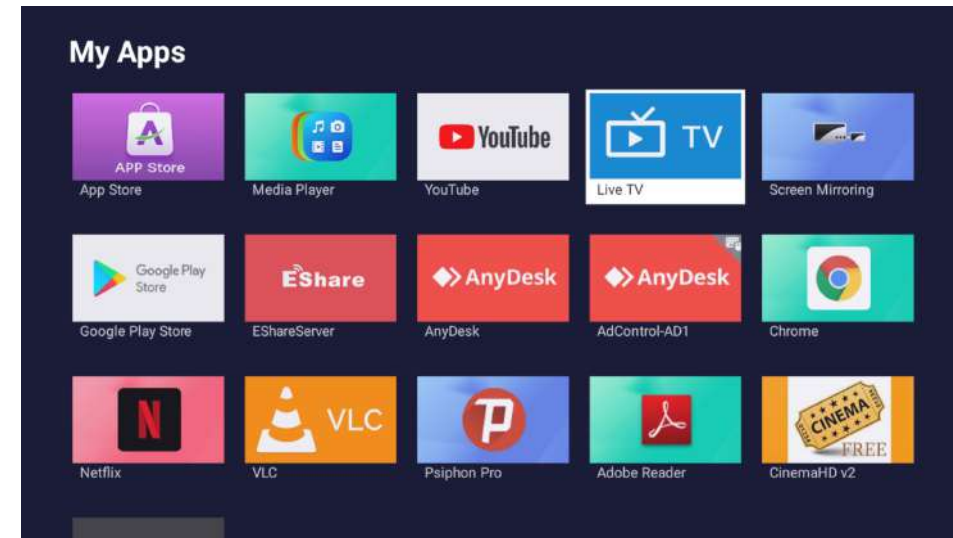 My Apps
APP Store
YouTube
TV
App Store
Media Player
YouTube
Live TV
Screen Mirroring
Google Play
Store
EShare
AnyDesk
AnyDesk
Google Play Store
EShareServer
AnyDesk
AdControl-AD1
Chrome
N
VLC
CINEMA
FREE
Netflix
VLC
Psiphon Pro
Adobe Reader
CinemaHD v2